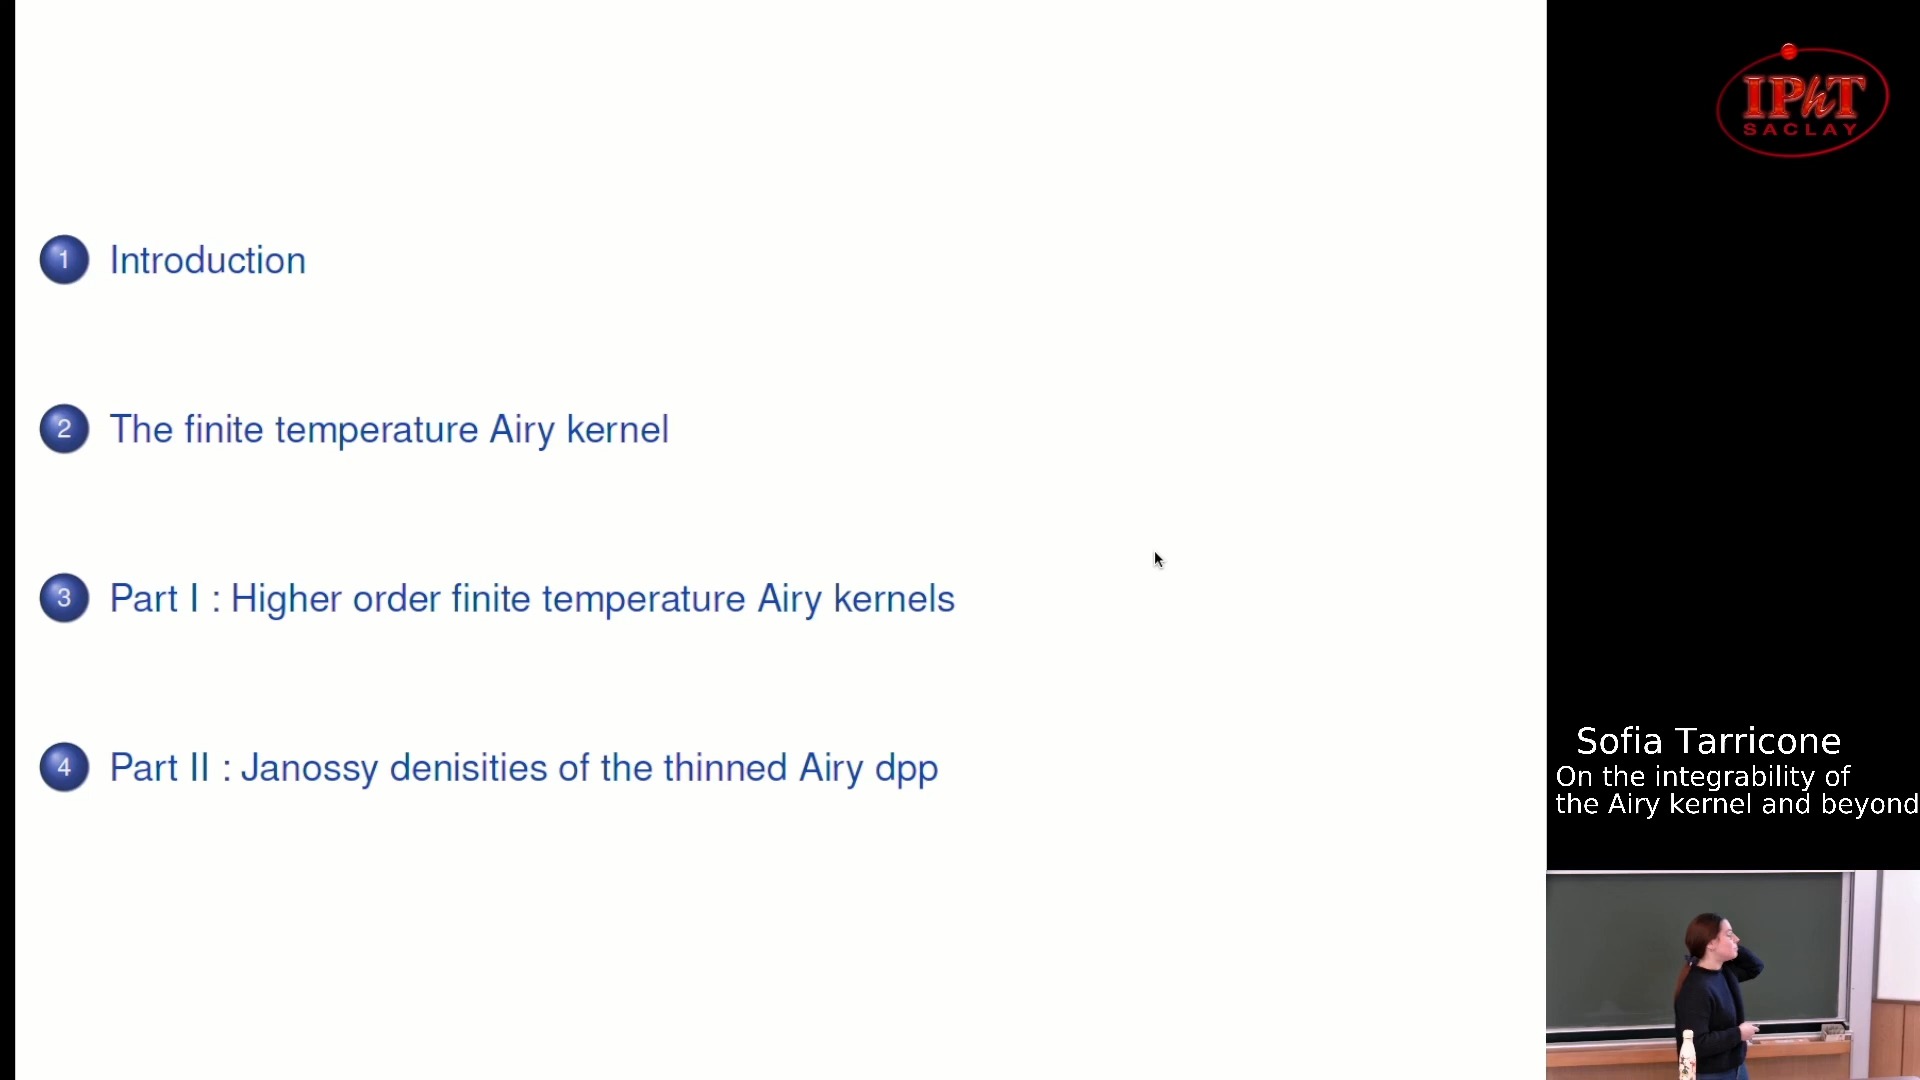 1 Introduction
2 The finite temperature Airy kernel
3 Part I : Higher order finite temperature Airy kernels
4 Part II : Janossy denisities of the thinned Airy dpp
IPhT
SACLAY
Sofia Tarricone
On the integrability of
the Airy kernel and beyond